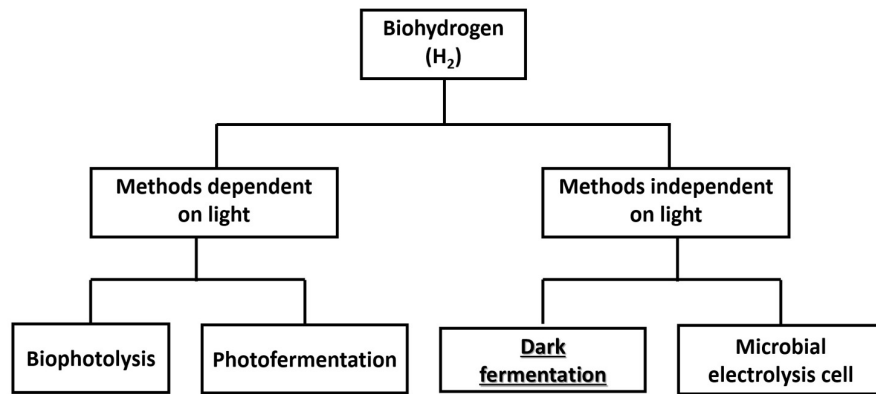 Biohydrogen
(H₂)
Methods dependent
on light
Methods independent
on light
Biophotolysis
Photofermentation
Dark
fermentation
Microbial
electrolysis cell